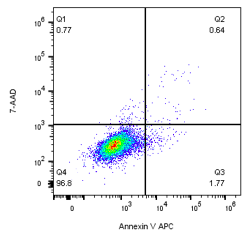 Q1
0.77
Q2
0.64
10⁶
10⁵
10⁴
10³
10²
0
7-AAD
Q4
96.8
Q3
1.77
0
10³
10⁴
10⁵
10⁶
Annexin V APC